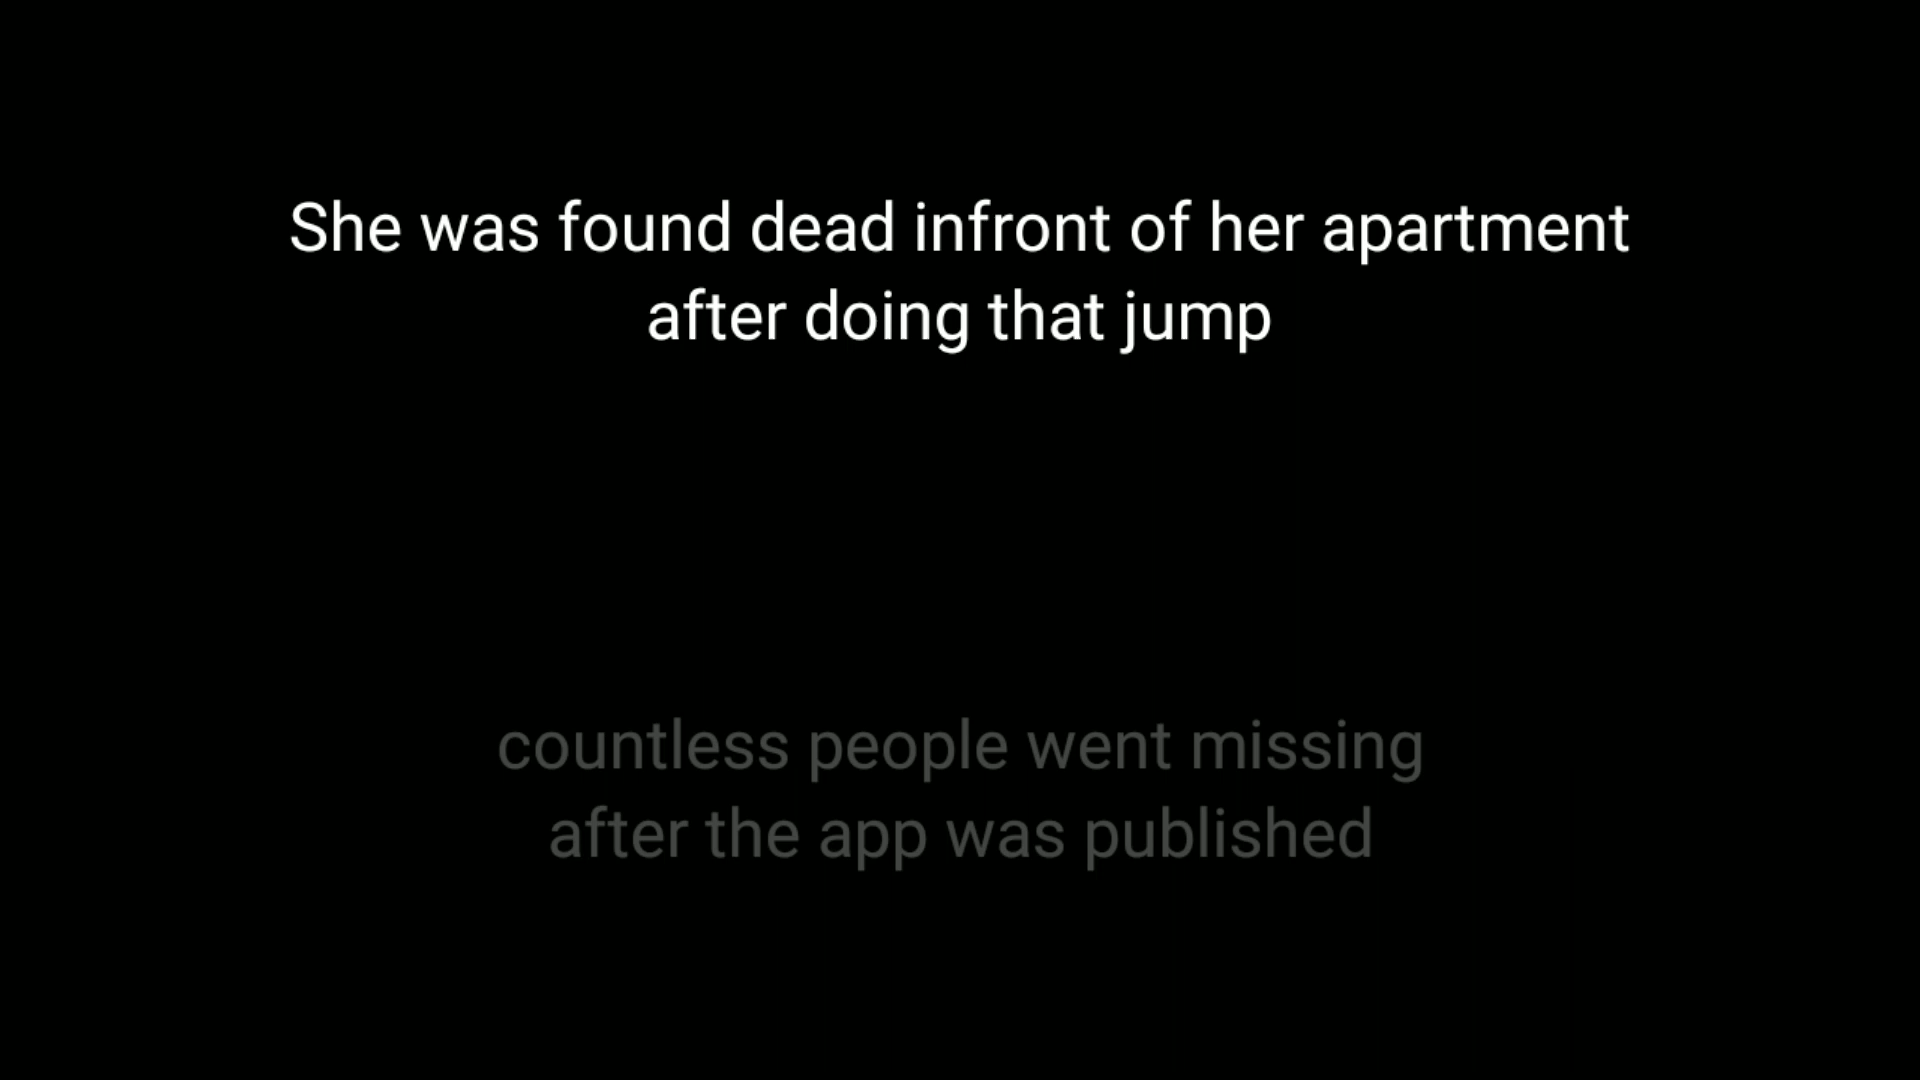 She was found dead infront of her apartment
after doing that jump
countless people went missing
after the app was published